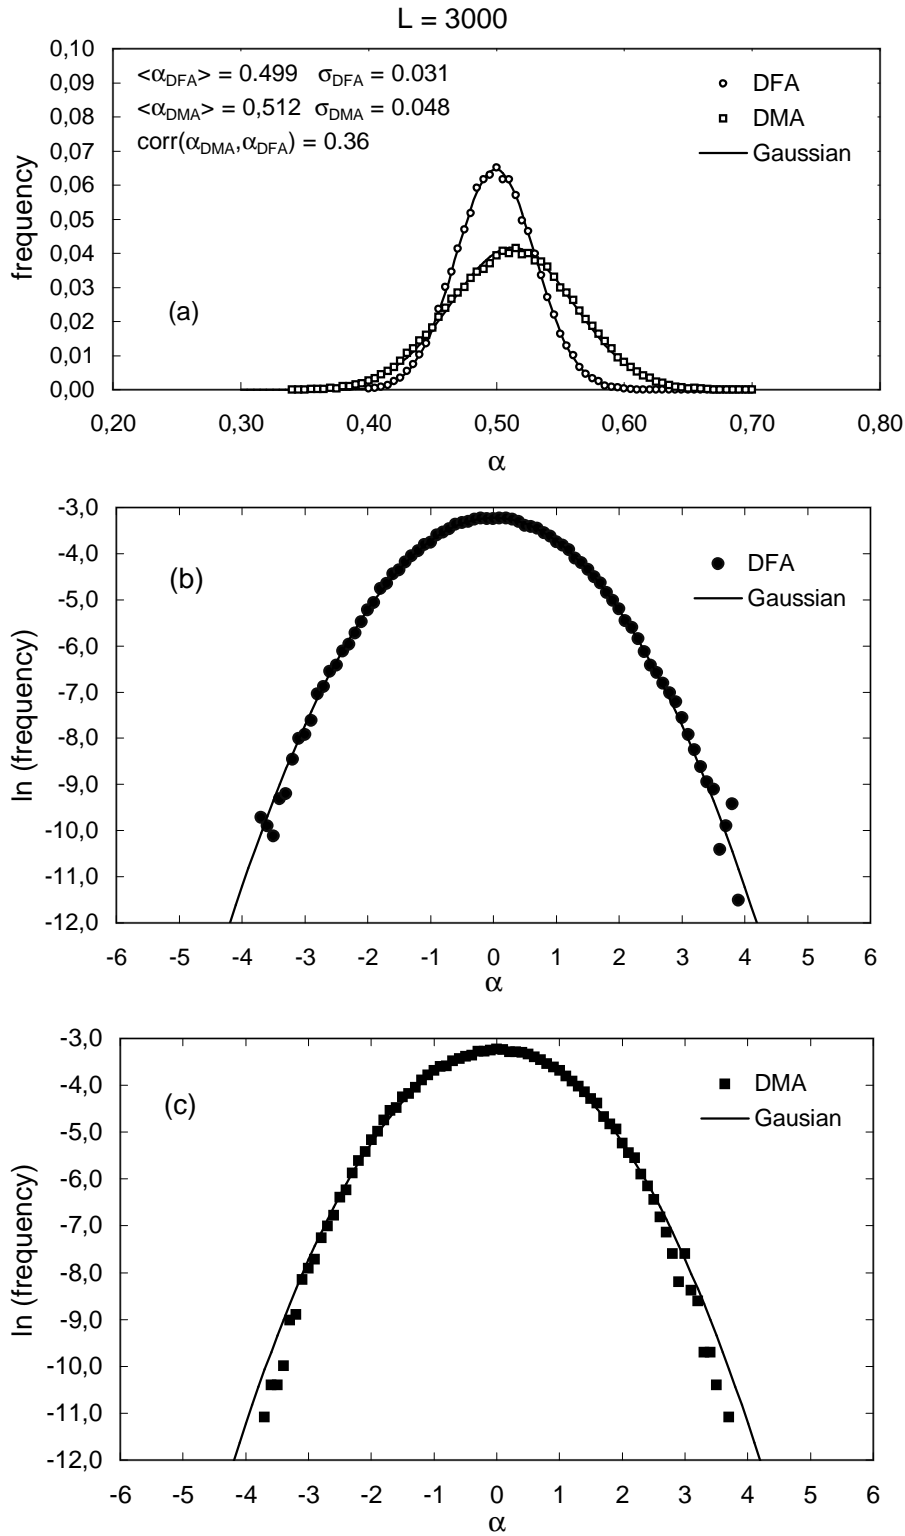 L = 3000
0,10
0,09
0,08
0,07
0,06
0,05
0,04
0,03
0,02
0,01
0,00
frequency
<α_DFA> = 0.499 σ_DFA = 0.031
<α_DMA> = 0,512 σ_DMA = 0.048
corr(α_DMA,α_DFA) = 0.36
DFA
DMA
Gaussian
(a)
0,20 0,30 0,40 0,50 0,60 0,70 0,80
α
-3,0
-4,0
-5,0
-6,0
-7,0
-8,0
-9,0
-10,0
-11,0
-12,0
ln (frequency)
(b)
DFA
Gaussian
-6 -5 -4 -3 -2 -1 0 1 2 3 4 5 6
α
-3,0
-4,0
-5,0
-6,0
-7,0
-8,0
-9,0
-10,0
-11,0
-12,0
ln (frequency)
(c)
DMA
Gausian
-6 -5 -4 -3 -2 -1 0 1 2 3 4 5 6
α